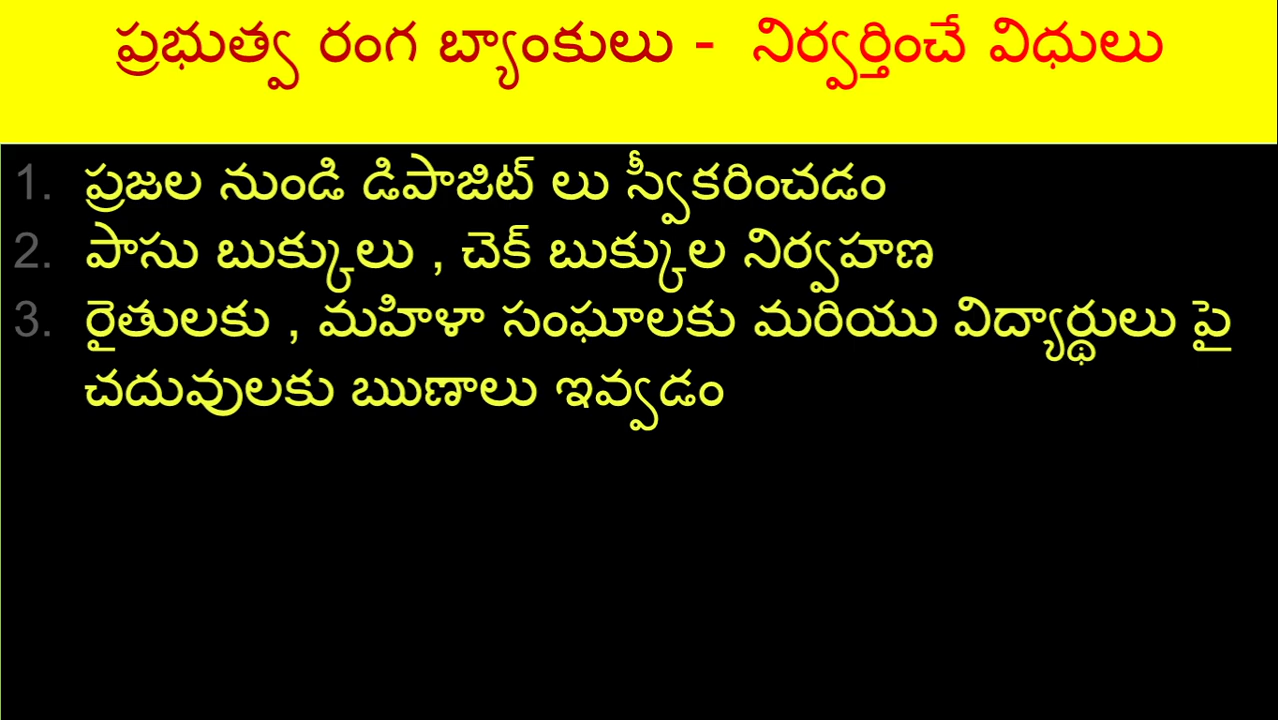 ప్రభుత్వ రంగ బ్యాంకులు - నిర్వర్తించే విధులు
1. ప్రజల నుండి డిపాజిట్ లు స్వీకరించడం
2. పాసు బుక్కులు , చెక్ బుక్కుల నిర్వహణ
3. రైతులకు , మహిళా సంఘాలకు మరియు విద్యార్థులు పై
చదువులకు ఋణాలు ఇవ్వడం